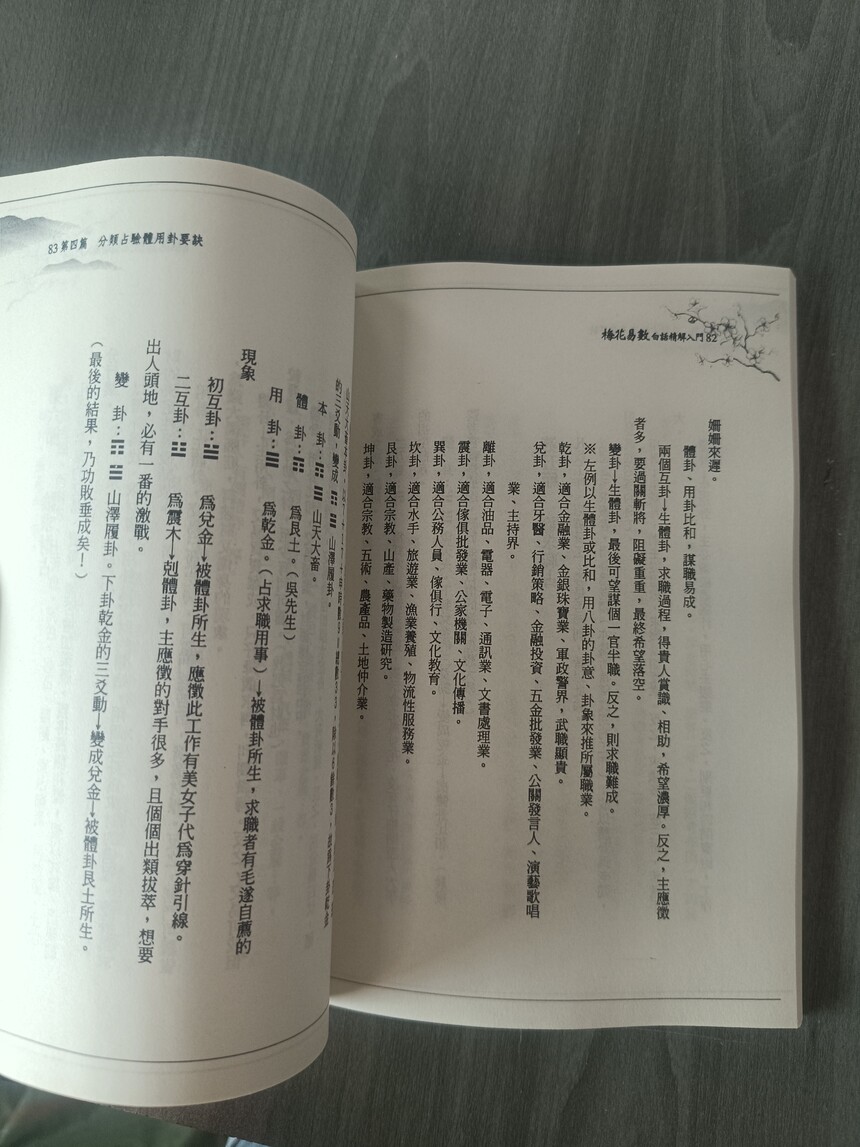 梅花易數 白話精解入門 82
姍姍來遲。
體卦、用卦比和，謀職易成。
兩個互卦→生體卦，求職過程，得貴人賞識、相助，希望濃厚。反之，主應徵
者多，要過關斬將，阻礙重重，最終希望落空。
變卦→生體卦，最後可望謀個一官半職。反之，則求職難成。
※ 左例以生體卦或比和，用八卦的卦意、卦象來推所屬職業。
乾卦，適合金融業、金銀珠寶業、軍政警界，武職顯貴。
兌卦，適合牙醫、行銷策略、金融投資、五金批發業、公關發言人、演藝歌唱
業、主持界。
離卦，適合油品、電器、電子、通訊業、文書處理業。
震卦，適合傢俱批發業、公家機關、文化傳播。
巽卦，適合公務人員、傢俱行、文化教育。
坎卦，適合水手、旅遊業、漁業養殖、物流性服務業。
艮卦，適合宗教、山產、藥物製造研究。
坤卦，適合宗教、五術、農產品、土地仲介業。
83 第四篇 分類占驗體用卦要訣
的三爻動，變成 ☶ ☰ 山澤履卦。
本 卦：☶ ☰ 山天大畜。
體 卦：☶ 為艮土。（吳先生）
用 卦：☰ 為乾金。（占求職用事）→被體卦所生，求職者有毛遂自薦的
現象
初互卦：☱ 為兌金→被體卦所生，應徵此工作有美女子代為穿針引線。
二互卦：☳ 為震木→剋體卦，主應徵的對手很多，且個個出類拔萃，想要
出人頭地，必有一番的激戰。
變 卦：☶ ☱ 山澤履卦。下卦乾金的三爻動→變成兌金→被體卦艮土所生。
（最後的結果，乃功敗垂成矣！）